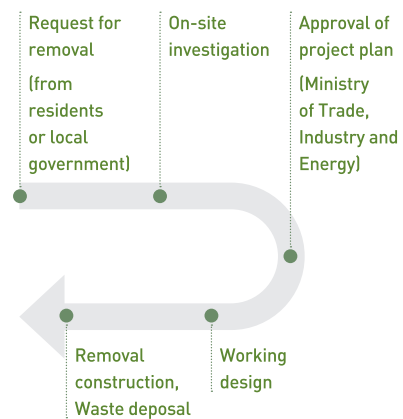 Request for
removal
(from
residents
or local
government)
On-site
investigation
Approval of
project plan
(Ministry
of Trade,
Industry and
Energy)
Working
design
Removal
construction,
Waste deposal